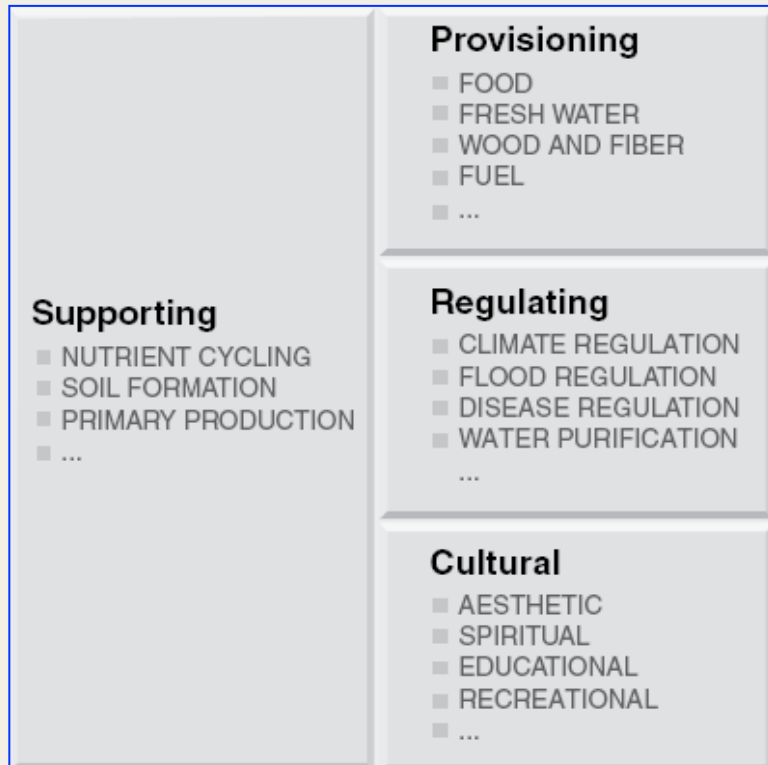 Supporting
NUTRIENT CYCLING
SOIL FORMATION
PRIMARY PRODUCTION
...
Provisioning
FOOD
FRESH WATER
WOOD AND FIBER
FUEL
...
Regulating
CLIMATE REGULATION
FLOOD REGULATION
DISEASE REGULATION
WATER PURIFICATION
...
Cultural
AESTHETIC
SPIRITUAL
EDUCATIONAL
RECREATIONAL
...